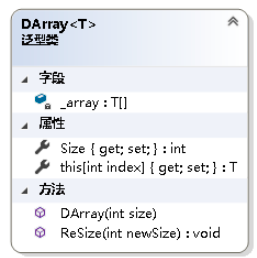 DArray<T>
泛型类
字段
_array : T[]
属性
Size { get; set; } : int
this[int index] { get; set; } : T
方法
DArray(int size)
ReSize(int newSize) : void